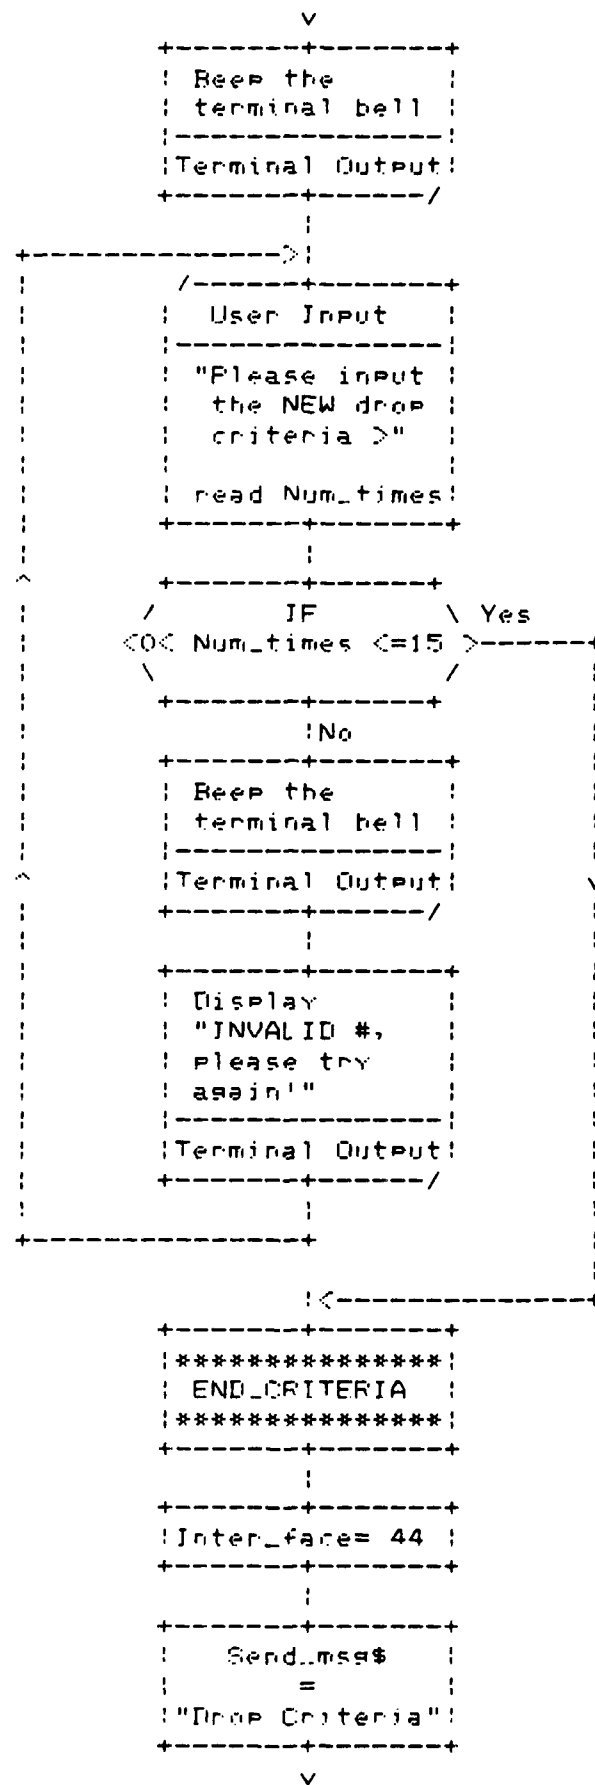 Beep the
terminal bell
Terminal Output
User Input
"Please input
the NEW drop
criteria >"
read Num_times
IF
Yes
<0< Num_times <=15 >
No
Beep the
terminal bell
Terminal Output
Display
"INVALID #,
please try
again!"
Terminal Output
***************
END_CRITERIA
***************
Inter_face= 44
Send_msg$
=
"Drop Criteria"